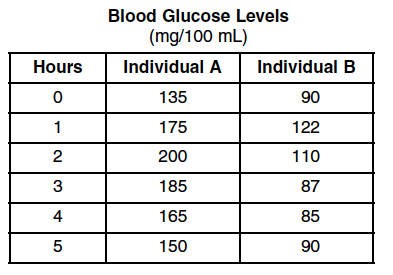 Blood Glucose Levels
(mg/100 mL)
Hours Individual A Individual B
0 135 90
1 175 122
2 200 110
3 185 87
4 165 85
5 150 90